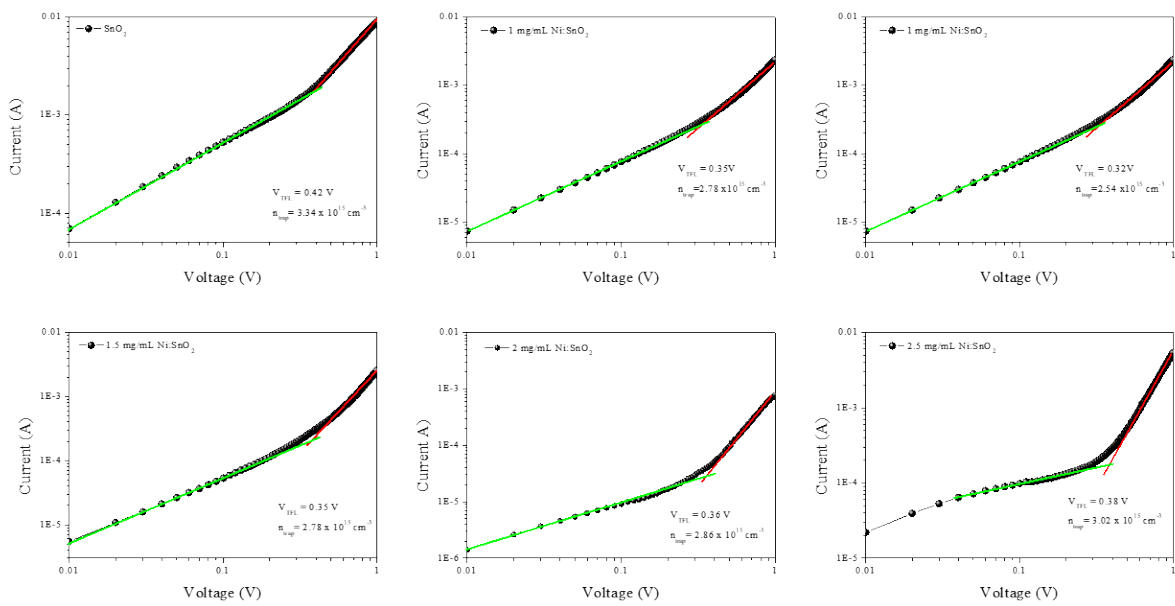 0.01
1E-3
1E-4
Current (A)
SnO2
V_TFL = 0.42 V
n_trap = 3.34 x 10^15 cm^-3
0.01
0.1
1
Voltage (V)
0.01
1E-3
1E-4
1E-5
Current (A)
1 mg/mL Ni:SnO2
V_TFL = 0.35V
n_trap=2.78 x10^15 cm^-3
0.01
0.1
1
Voltage (V)
0.01
1E-3
1E-4
1E-5
Current (A)
1 mg/mL Ni:SnO2
V_TFL = 0.32V
n_trap=2.54 x10^15 cm^-3
0.01
0.1
1
Voltage (V)
0.01
1E-3
1E-4
1E-5
Current (A)
1.5 mg/mL Ni:SnO2
V_TFL = 0.35 V
n_trap = 2.78 x 10^15 cm^-3
0.01
0.1
1
Voltage (V)
0.01
1E-3
1E-4
1E-5
1E-6
Current A)
2 mg/mL Ni:SnO2
V_TFL = 0.36 V
n_trap = 2.86 x 10^15 cm^-3
0.01
0.1
1
Voltage (V)
0.01
1E-3
1E-4
1E-5
Current (A)
2.5 mg/mL Ni:SnO2
V_TFL = 0.38 V
n_trap = 3.02 x 10^15 cm^-3
0.01
0.1
1
Voltage (V)